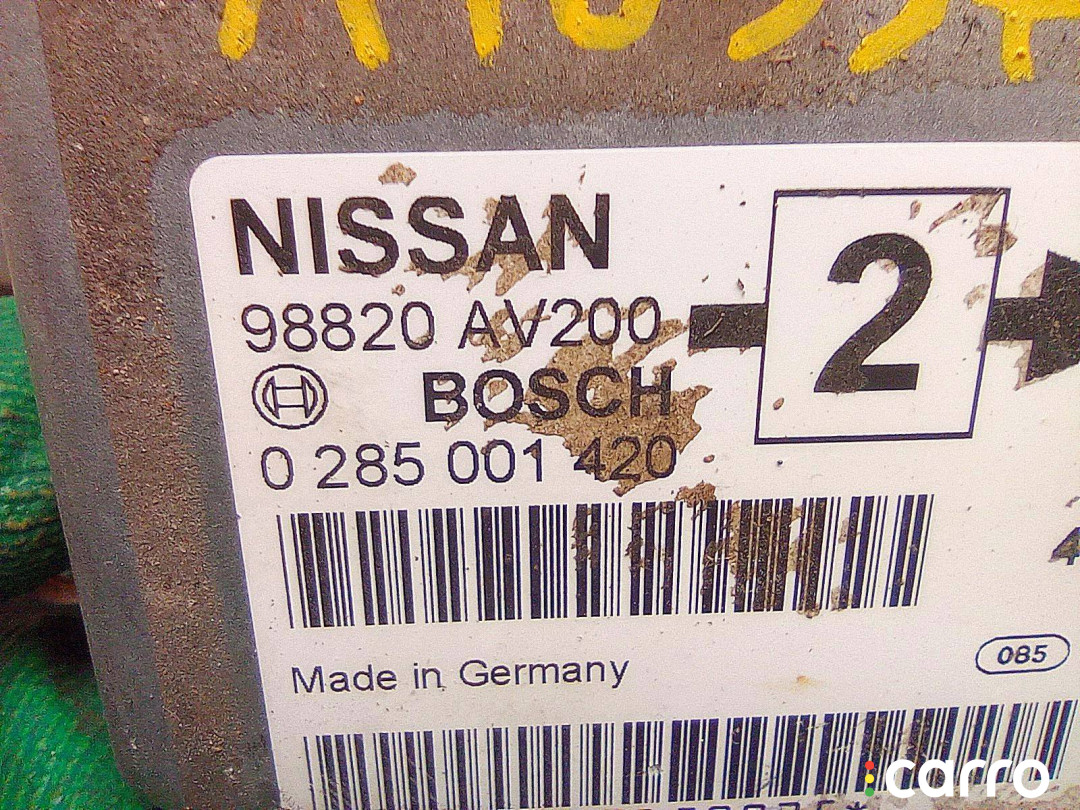 NISSAN
98820 AV200
2
BOSCH
0 285 001 420
Made in Germany
085
carro